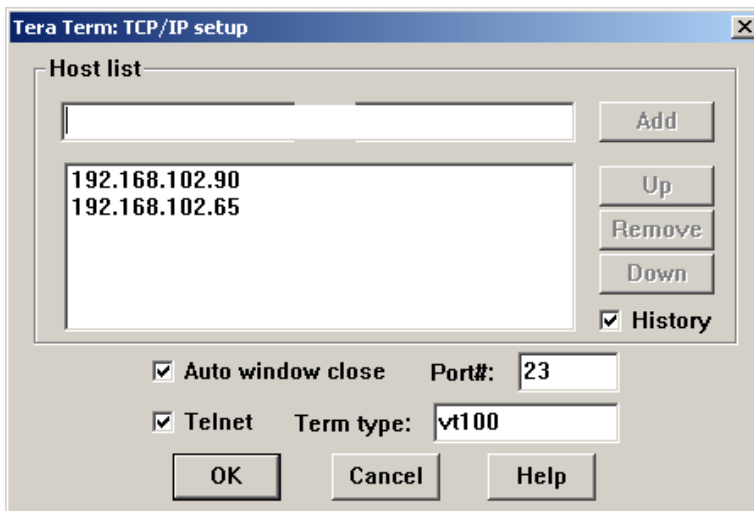 Tera Term: TCP/IP setup
Host list
Add
192.168.102.90
192.168.102.65
Up
Remove
Down
History
Auto window close Port#: 23
Telnet Term type: vt100
OK Cancel Help